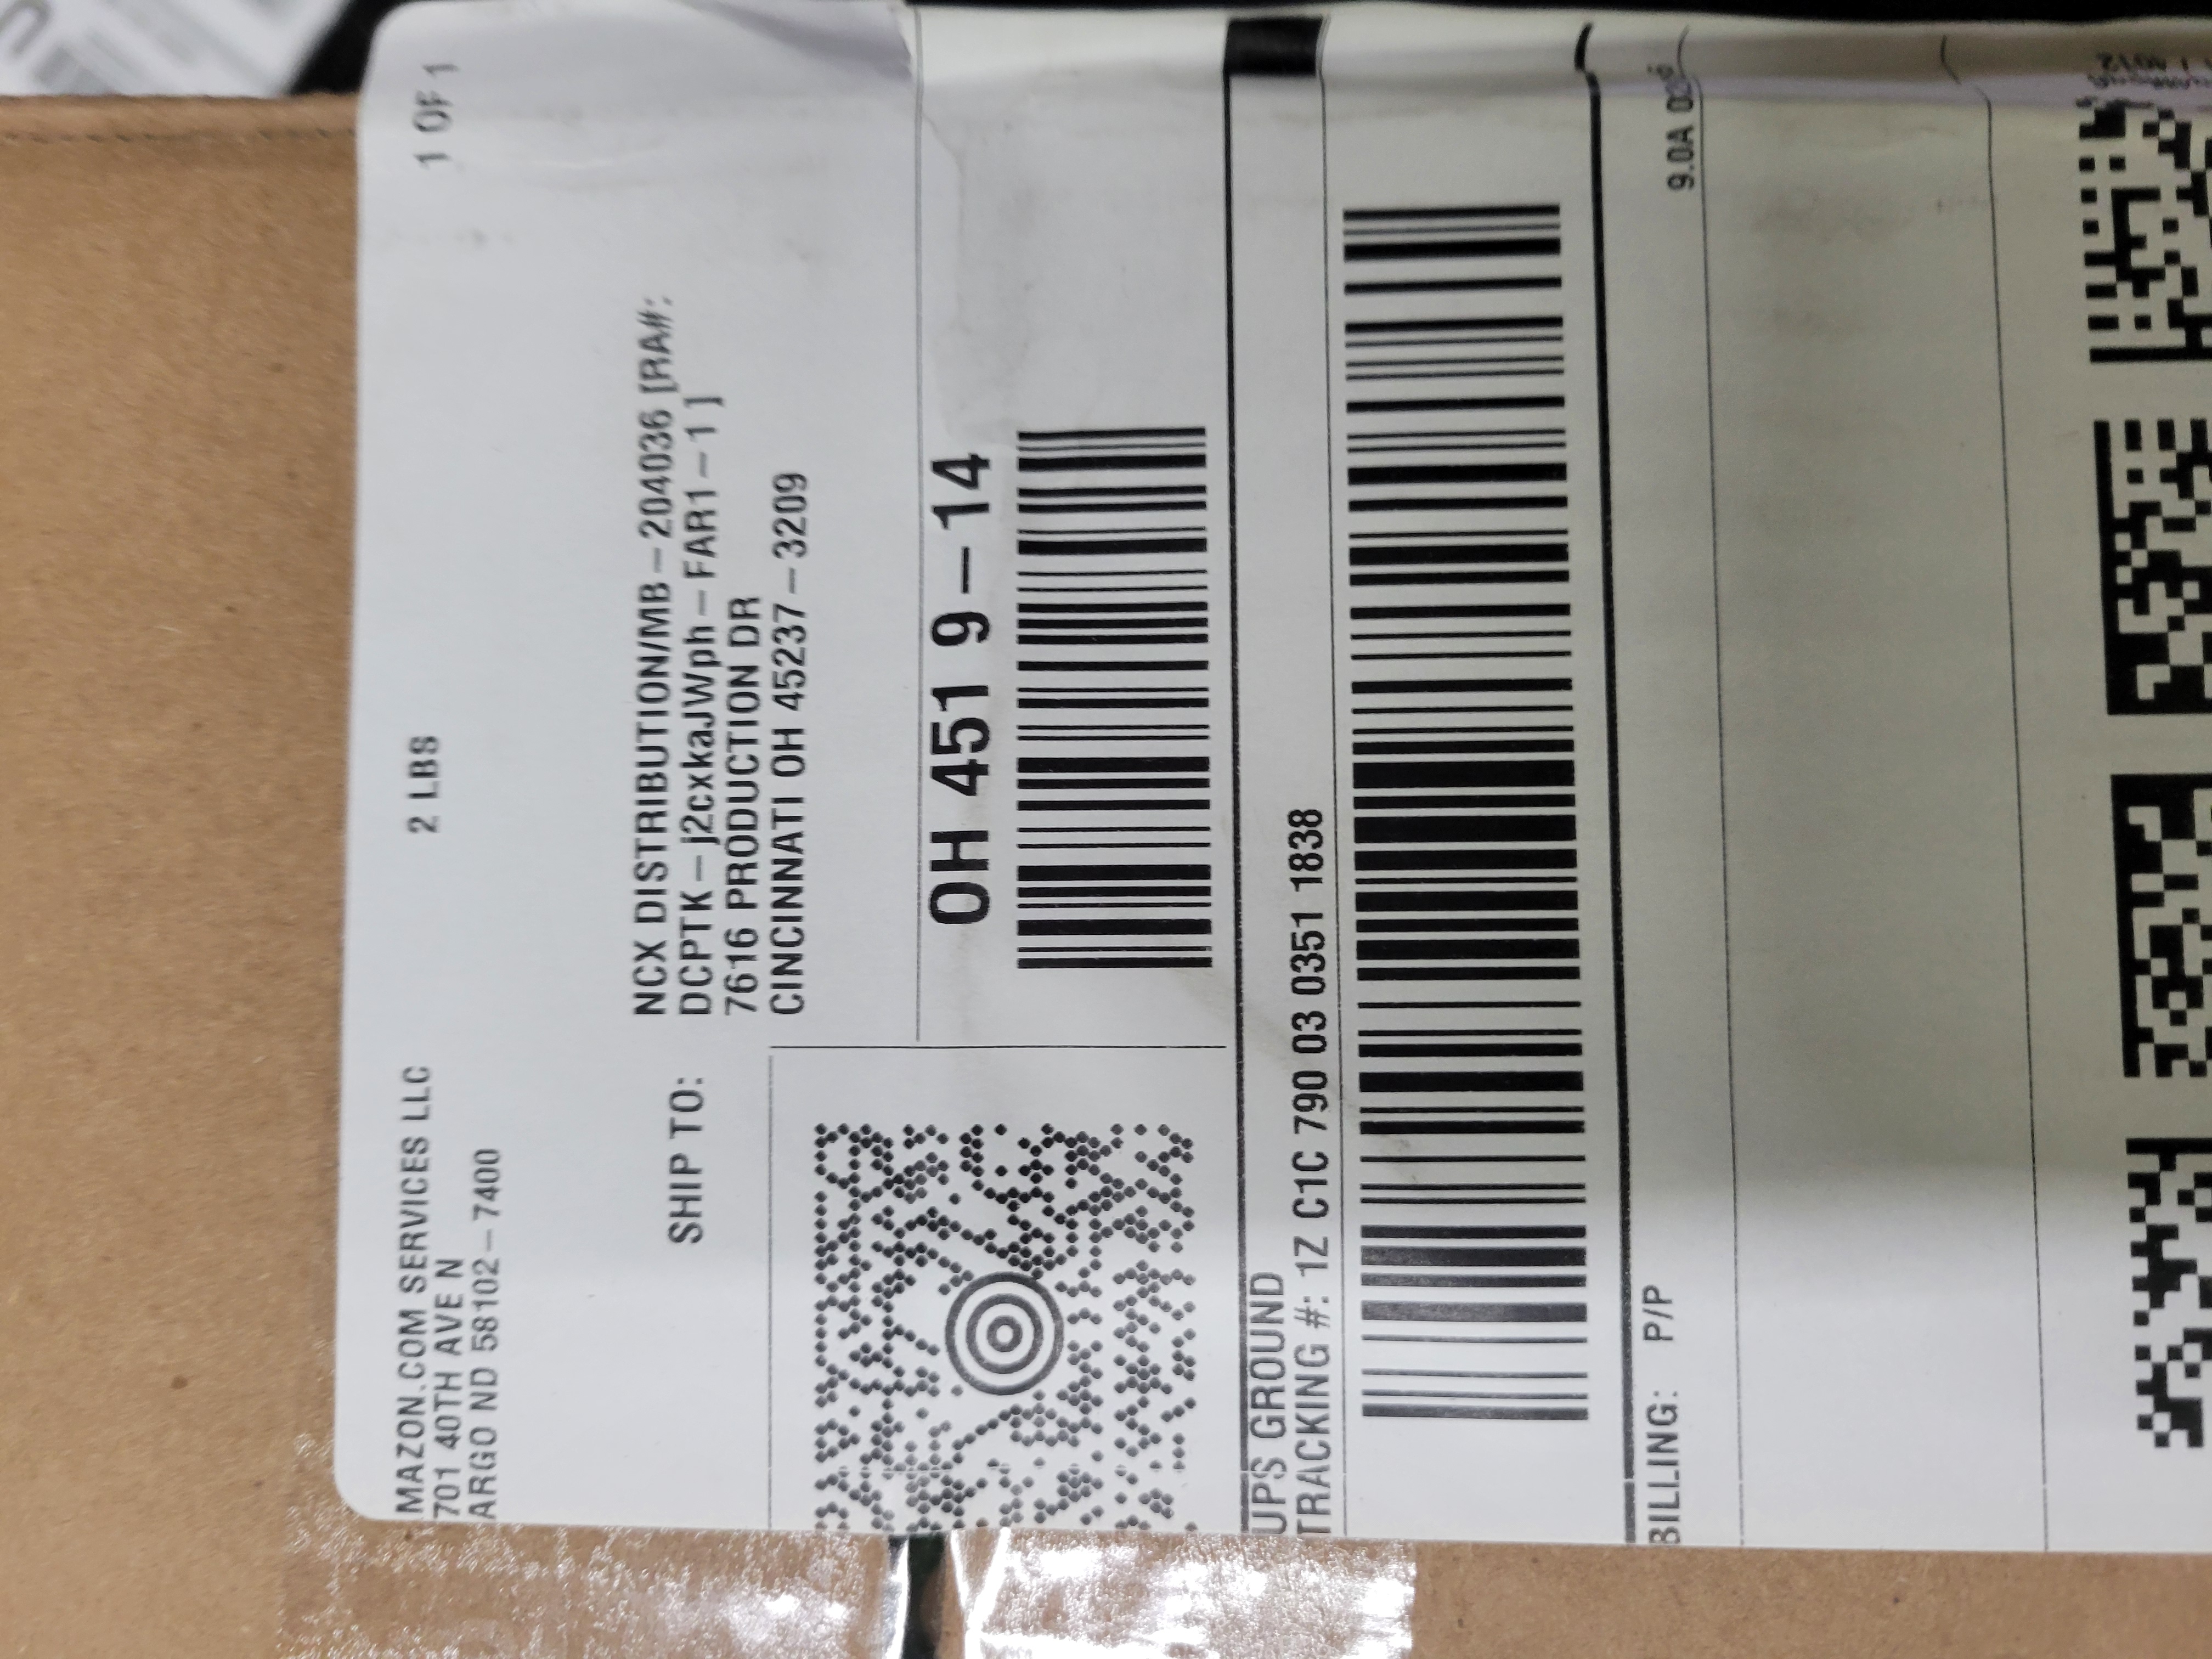 MAZON.COM SERVICES LLC
701 40TH AVE N
ARGO ND 58102-7400
2 LBS
1 OF 1
SHIP TO:
NCX DISTRIBUTION/MB-204036 [RA#:
DCPTK-j2cxkaJWph-FAR1-1]
7616 PRODUCTION DR
CINCINNATI OH 45237-3209
OH 451 9-14
UPS GROUND
TRACKING #: 1Z C1C 790 03 0351 1838
BILLING: P/P
9.0A